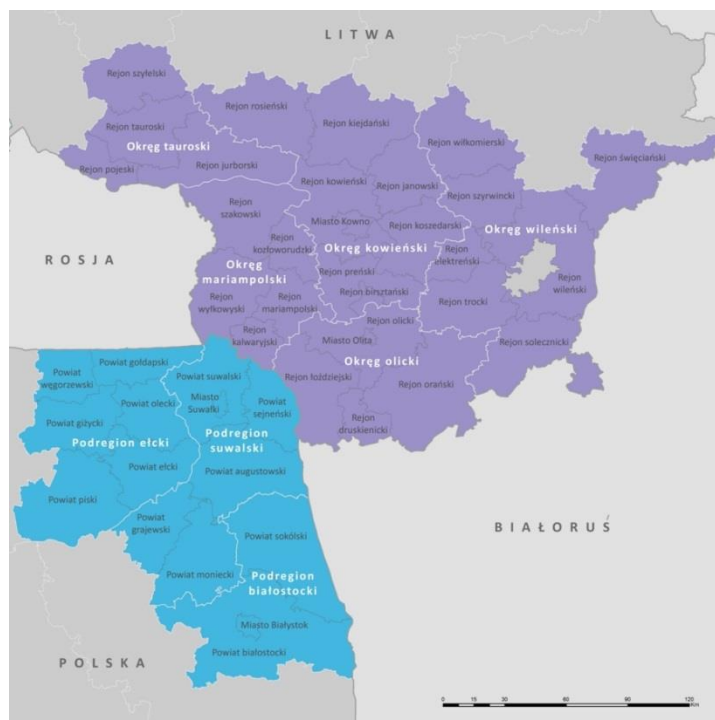 LITWA
Rejon szyłelski
Rejon rosieński
Rejon kiejdański
Rejon tauroski
Rejon wiłkomierski
Okręg tauroski
Rejon święciański
Rejon pojeski
Rejon jurborski
Rejon kowieński
Rejon janowski
Rejon szyrwincki
Rejon
szakowski
Miasto Kowno
Rejon koszedarski
Okręg wileński
Rejon
kozłoworudzki
Okręg kowieński
Rejon
elektreński
ROSJA
Okręg
mariampolski
Rejon preński
Rejon
wileński
Rejon birsztański
Rejon trocki
Rejon
wyłkowyski
Rejon
mariampolski
Rejon olicki
Rejon
kalwaryjski
Miasto Olita
Rejon solecznicki
Okręg olicki
Powiat gołdapski
Powiat
węgorzewski
Powiat suwalski
Rejon łoździejski
Rejon orański
Powiat olecki
Miasto
Suwałki
Powiat
sejneński
Powiat giżycki
Rejon
druskienicki
Podregion ełcki
Podregion
suwalski
Powiat ełcki
Powiat augustowski
Powiat piski
Powiat
grajewski
BIAŁORUŚ
Powiat sokólski
Powiat moniecki
Podregion
białostocki
Miasto Białystok
Powiat białostocki
POLSKA
0 15 30 60 90 120
Km